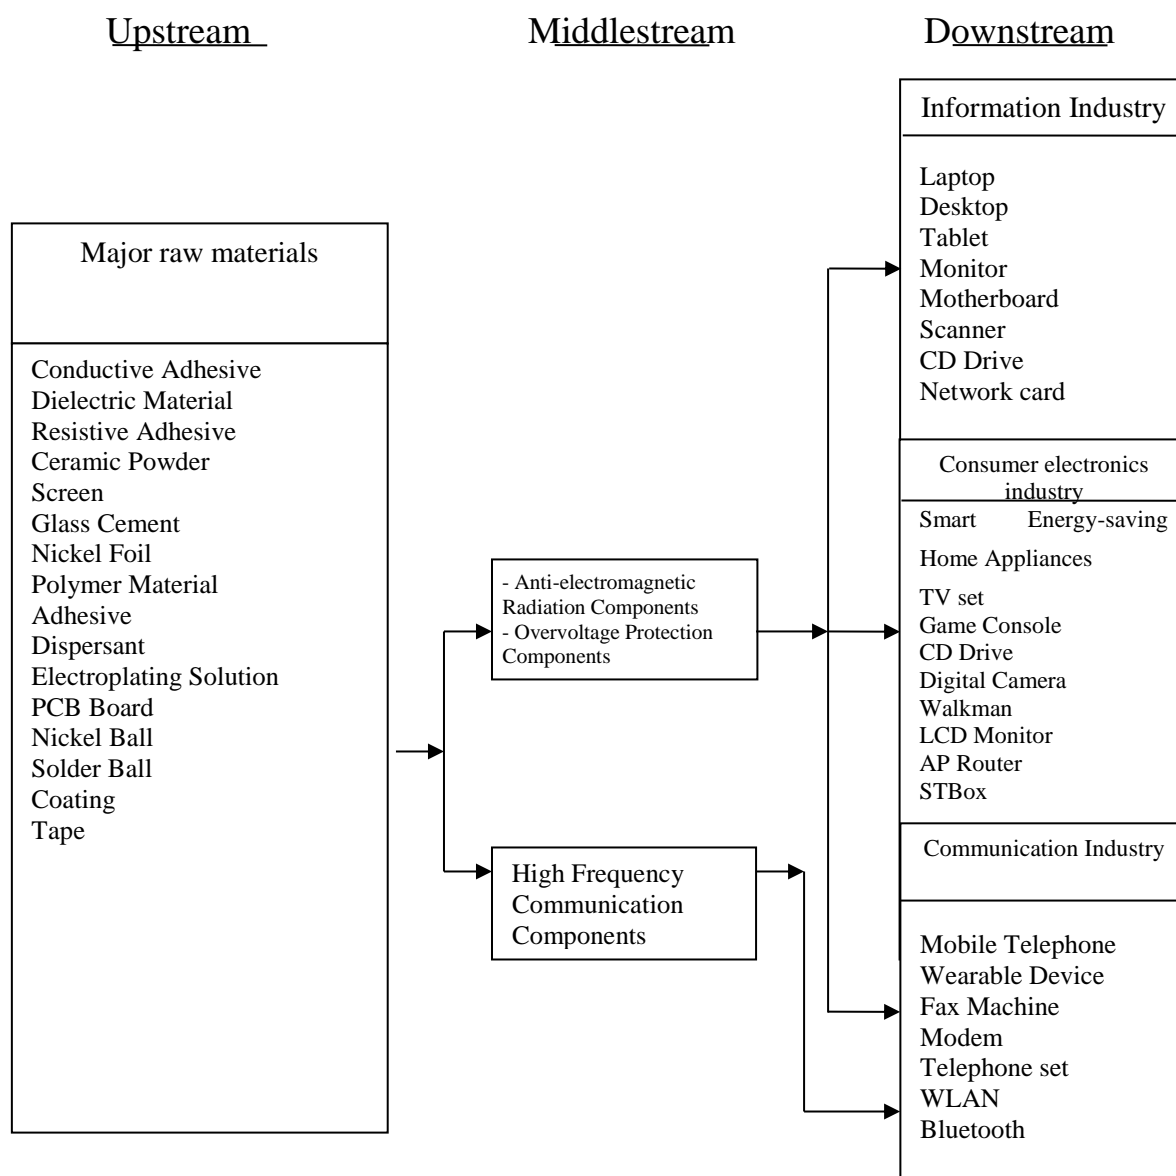 Upstream
Middlestream
Downstream
Major raw materials
Conductive Adhesive
Dielectric Material
Resistive Adhesive
Ceramic Powder
Screen
Glass Cement
Nickel Foil
Polymer Material
Adhesive
Dispersant
Electroplating Solution
PCB Board
Nickel Ball
Solder Ball
Coating
Tape
- Anti-electromagnetic
Radiation Components
- Overvoltage Protection
Components
High Frequency
Communication
Components
Information Industry
Laptop
Desktop
Tablet
Monitor
Motherboard
Scanner
CD Drive
Network card
Consumer electronics
industry
Smart Energy-saving
Home Appliances
TV set
Game Console
CD Drive
Digital Camera
Walkman
LCD Monitor
AP Router
STBox
Communication Industry
Mobile Telephone
Wearable Device
Fax Machine
Modem
Telephone set
WLAN
Bluetooth